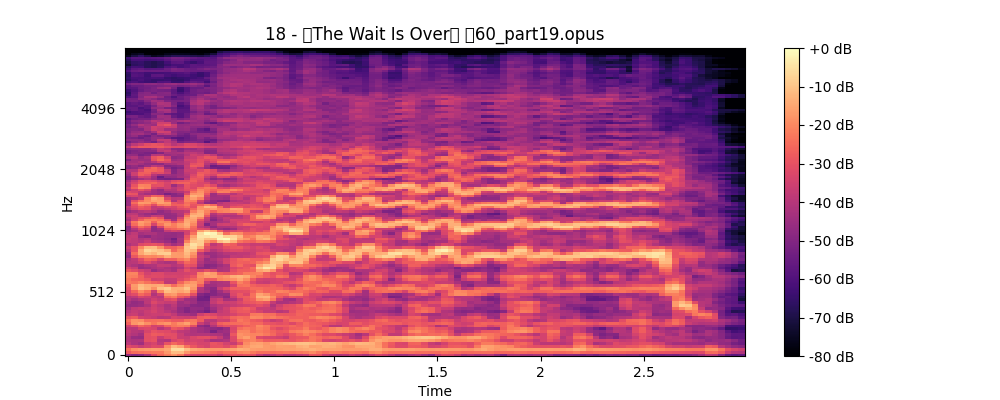 18 - The Wait Is Over 60_part19.opus
+0 dB
-10 dB
-20 dB
-30 dB
-40 dB
-50 dB
-60 dB
-70 dB
-80 dB
4096
2048
1024
512
0
Hz
0 0.5 1 1.5 2 2.5
Time